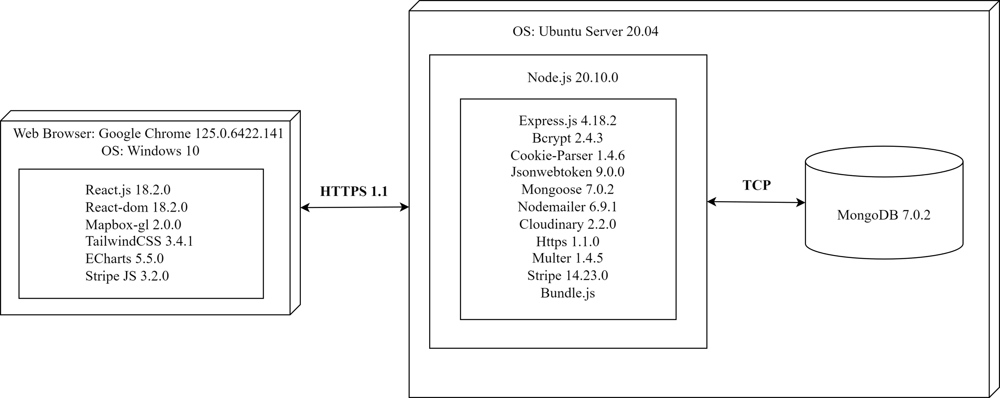 Web Browser: Google Chrome 125.0.6422.141
OS: Windows 10
React.js 18.2.0
React-dom 18.2.0
Mapbox-gl 2.0.0
TailwindCSS 3.4.1
ECharts 5.5.0
Stripe JS 3.2.0
HTTPS 1.1
OS: Ubuntu Server 20.04
Node.js 20.10.0
Express.js 4.18.2
Bcrypt 2.4.3
Cookie-Parser 1.4.6
Jsonwebtoken 9.0.0
Mongoose 7.0.2
Nodemailer 6.9.1
Cloudinary 2.2.0
Https 1.1.0
Multer 1.4.5
Stripe 14.23.0
Bundle.js
TCP
MongoDB 7.0.2